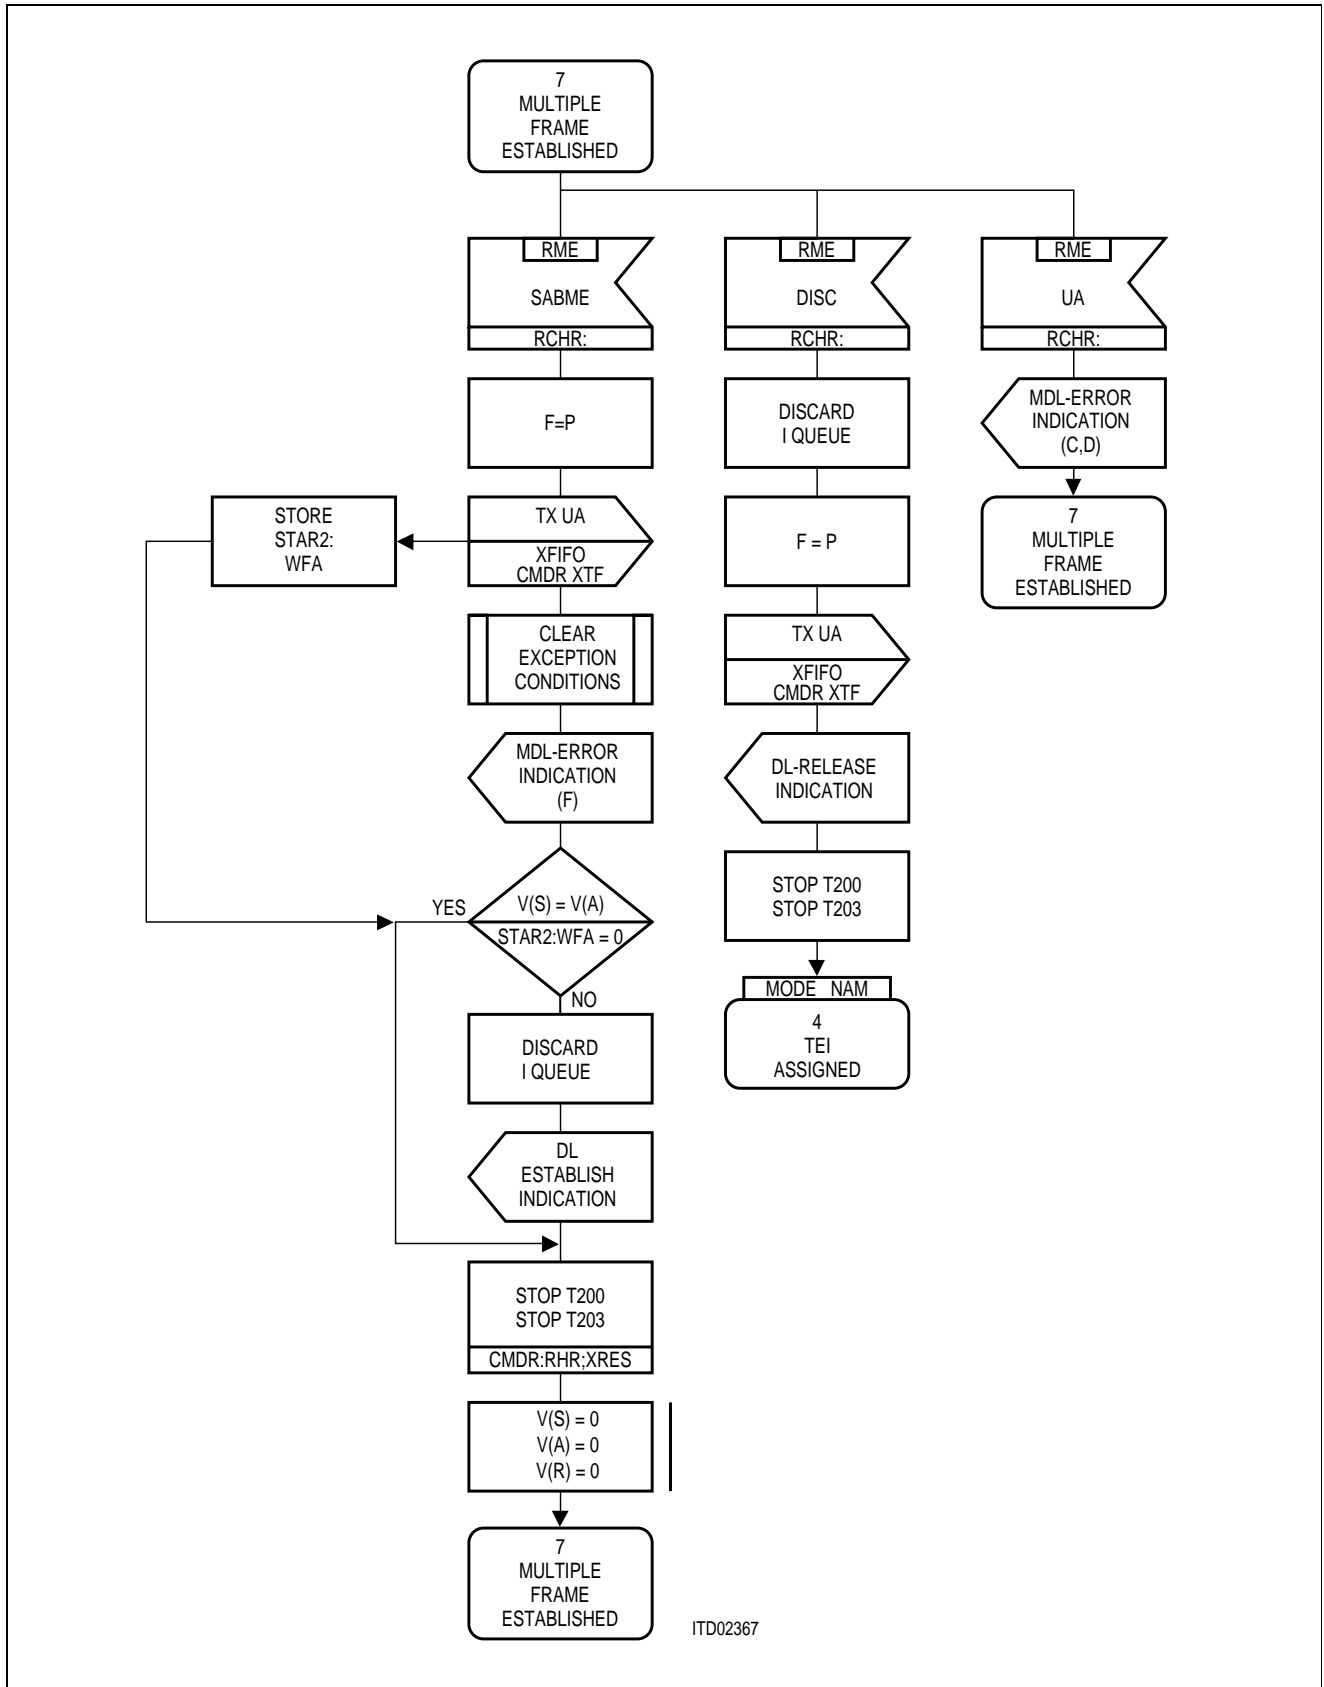 7
MULTIPLE
FRAME
ESTABLISHED
RME
SABME
RCHR:
RME
DISC
RCHR:
RME
UA
RCHR:
F=P
DISCARD
I QUEUE
MDL-ERROR
INDICATION
(C,D)
STORE
STAR2:
WFA
TX UA
XFIFO
CMDR XTF
F = P
7
MULTIPLE
FRAME
ESTABLISHED
CLEAR
EXCEPTION
CONDITIONS
TX UA
XFIFO
CMDR XTF
MDL-ERROR
INDICATION
(F)
DL-RELEASE
INDICATION
YES
V(S) = V(A)
STAR2:WFA = 0
NO
STOP T200
STOP T203
MODE NAM
4
TEI
ASSIGNED
DISCARD
I QUEUE
DL
ESTABLISH
INDICATION
STOP T200
STOP T203
CMDR:RHR;XRES
V(S) = 0
V(A) = 0
V(R) = 0
7
MULTIPLE
FRAME
ESTABLISHED
ITD02367